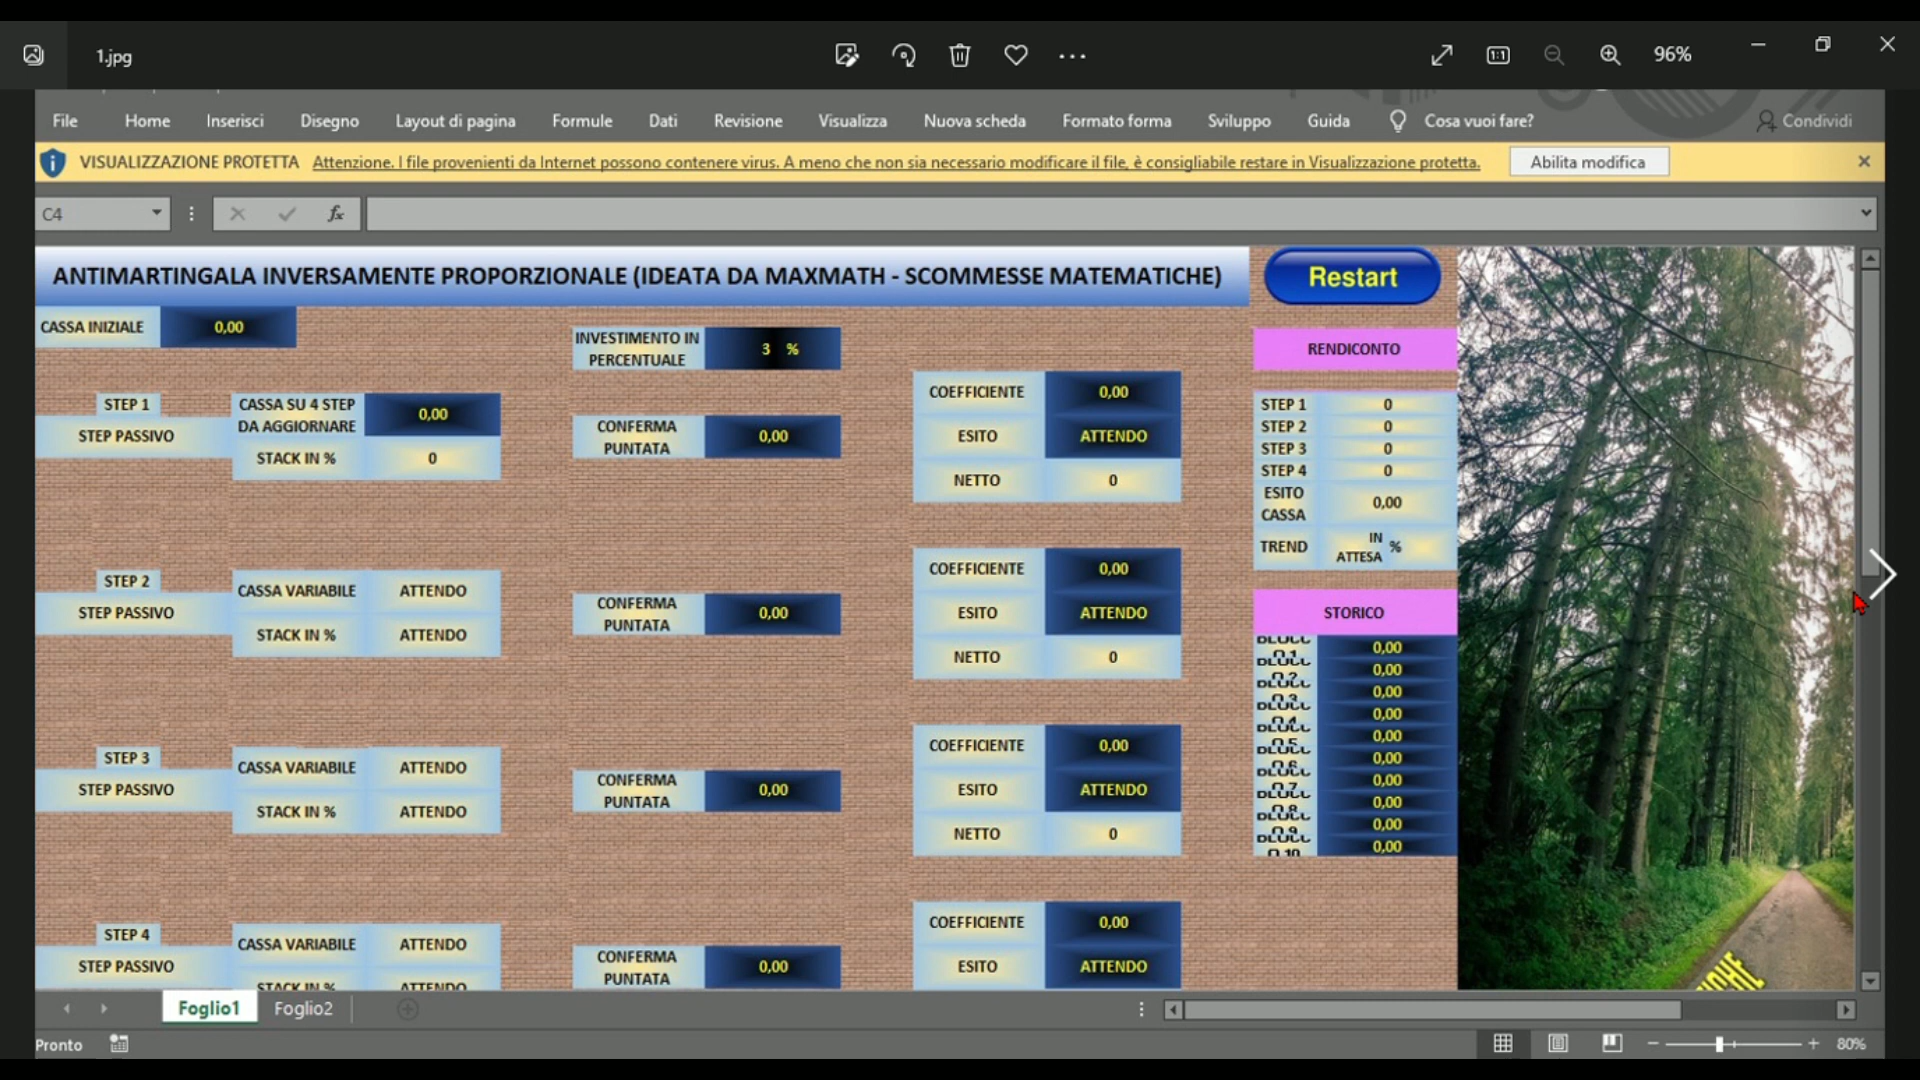 1.jpg
96%
File Home Inserisci Disegno Layout di pagina Formule Dati Revisione Visualizza Nuova scheda Formato forma Sviluppo Guida Cosa vuoi fare? Condividi
VISUALIZZAZIONE PROTETTA Attenzione. I file provenienti da Internet possono contenere virus. A meno che non sia necessario modificare il file, è consigliabile restare in Visualizzazione protetta. Abilita modifica
C4 fx
ANTIMARTINGALA INVERSAMENTE PROPORZIONALE (IDEATA DA MAXMATH - SCOMMESSE MATEMATICHE)
Restart
CASSA INIZIALE 0,00
INVESTIMENTO IN PERCENTUALE 3 %
STEP 1
STEP PASSIVO
CASSA SU 4 STEP
DA AGGIORNARE 0,00
STACK IN % 0
CONFERMA
PUNTATA 0,00
COEFFICIENTE 0,00
ESITO ATTENDO
NETTO 0
STEP 2
STEP PASSIVO
CASSA VARIABILE ATTENDO
STACK IN % ATTENDO
CONFERMA
PUNTATA 0,00
COEFFICIENTE 0,00
ESITO ATTENDO
NETTO 0
STEP 3
STEP PASSIVO
CASSA VARIABILE ATTENDO
STACK IN % ATTENDO
CONFERMA
PUNTATA 0,00
COEFFICIENTE 0,00
ESITO ATTENDO
NETTO 0
STEP 4
STEP PASSIVO
CASSA VARIABILE ATTENDO
STACK IN % ATTENDO
CONFERMA
PUNTATA 0,00
COEFFICIENTE 0,00
ESITO ATTENDO
RENDICONTO
STEP 1 0
STEP 2 0
STEP 3 0
STEP 4 0
ESITO
CASSA 0,00
TREND IN
ATTESA %
STORICO
0,00
0,00
0,00
0,00
0,00
0,00
0,00
0,00
0,00
0,00
Foglio1 Foglio2
Pronto
80%